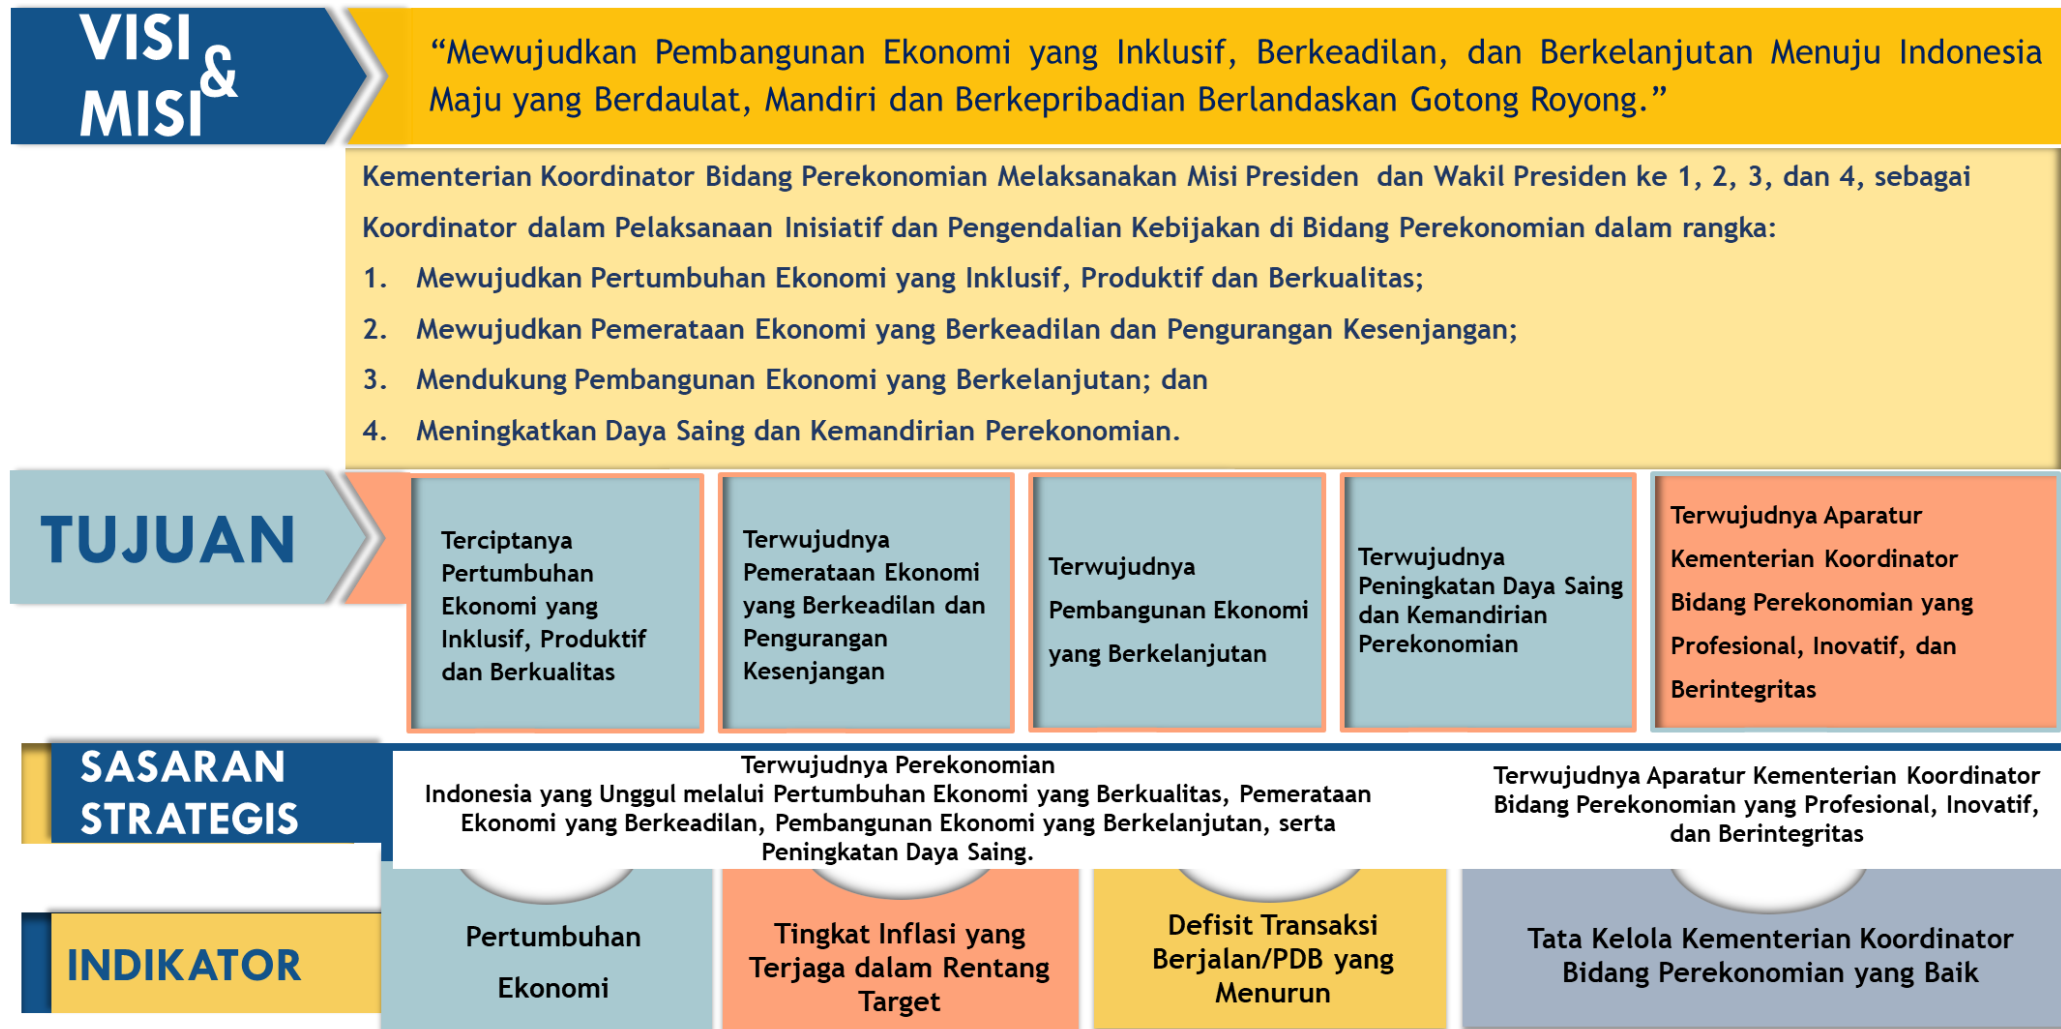 VISI
&
MISI
“Mewujudkan Pembangunan Ekonomi yang Inklusif, Berkeadilan, dan Berkelanjutan Menuju Indonesia
Maju yang Berdaulat, Mandiri dan Berkepribadian Berlandaskan Gotong Royong.”
Kementerian Koordinator Bidang Perekonomian Melaksanakan Misi Presiden dan Wakil Presiden ke 1, 2, 3, dan 4, sebagai
Koordinator dalam Pelaksanaan Inisiatif dan Pengendalian Kebijakan di Bidang Perekonomian dalam rangka:
1. Mewujudkan Pertumbuhan Ekonomi yang Inklusif, Produktif dan Berkualitas;
2. Mewujudkan Pemerataan Ekonomi yang Berkeadilan dan Pengurangan Kesenjangan;
3. Mendukung Pembangunan Ekonomi yang Berkelanjutan; dan
4. Meningkatkan Daya Saing dan Kemandirian Perekonomian.
TUJUAN
Terciptanya
Pertumbuhan
Ekonomi yang
Inklusif, Produktif
dan Berkualitas
Terwujudnya
Pemerataan Ekonomi
yang Berkeadilan dan
Pengurangan
Kesenjangan
Terwujudnya
Pembangunan Ekonomi
yang Berkelanjutan
Terwujudnya
Peningkatan Daya Saing
dan Kemandirian
Perekonomian
Terwujudnya Aparatur
Kementerian Koordinator
Bidang Perekonomian yang
Profesional, Inovatif, dan
Berintegritas
SASARAN
STRATEGIS
Terwujudnya Perekonomian
Indonesia yang Unggul melalui Pertumbuhan Ekonomi yang Berkualitas, Pemerataan
Ekonomi yang Berkeadilan, Pembangunan Ekonomi yang Berkelanjutan, serta
Peningkatan Daya Saing.
Terwujudnya Aparatur Kementerian Koordinator
Bidang Perekonomian yang Profesional, Inovatif,
dan Berintegritas
INDIKATOR
Pertumbuhan
Ekonomi
Tingkat Inflasi yang
Terjaga dalam Rentang
Target
Defisit Transaksi
Berjalan/PDB yang
Menurun
Tata Kelola Kementerian Koordinator
Bidang Perekonomian yang Baik